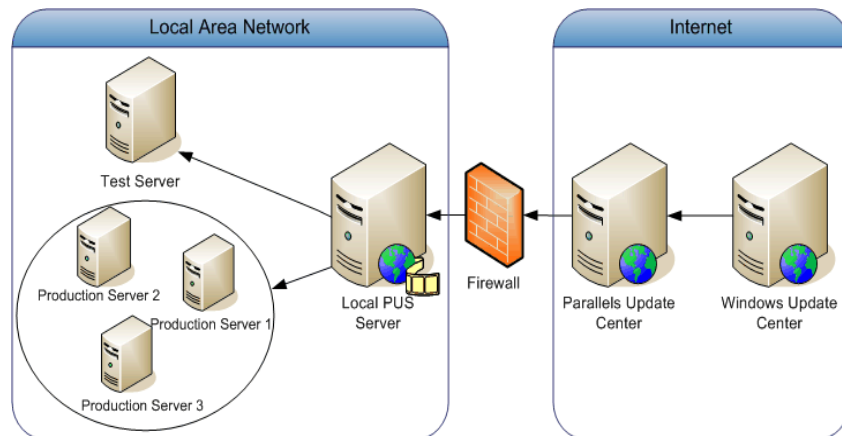 Local Area Network
Internet
Test Server
Production Server 2
Production Server 1
Production Server 3
Local PUS
Server
Firewall
Parallels Update
Center
Windows Update
Center